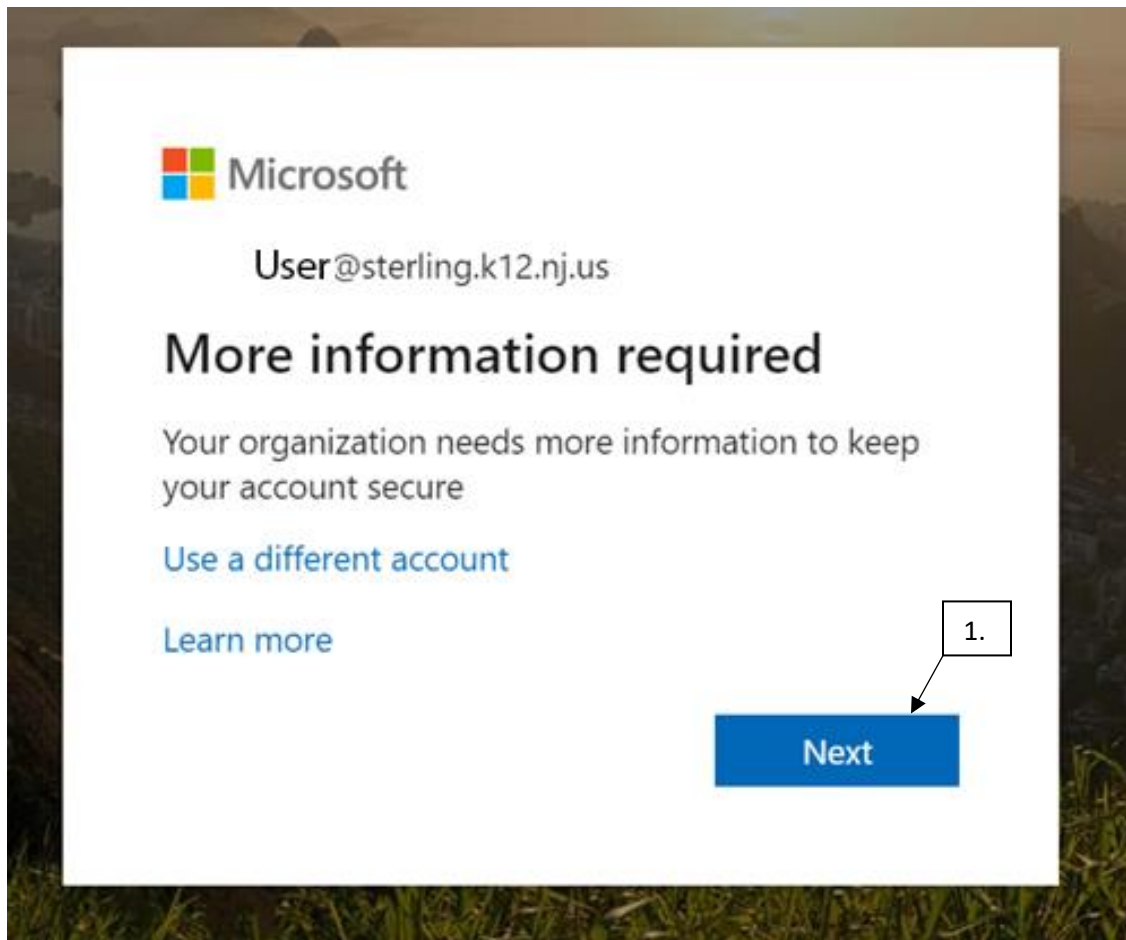 Microsoft
User@sterling.k12.nj.us
More information required
Your organization needs more information to keep
your account secure
Use a different account
Learn more
1.
Next